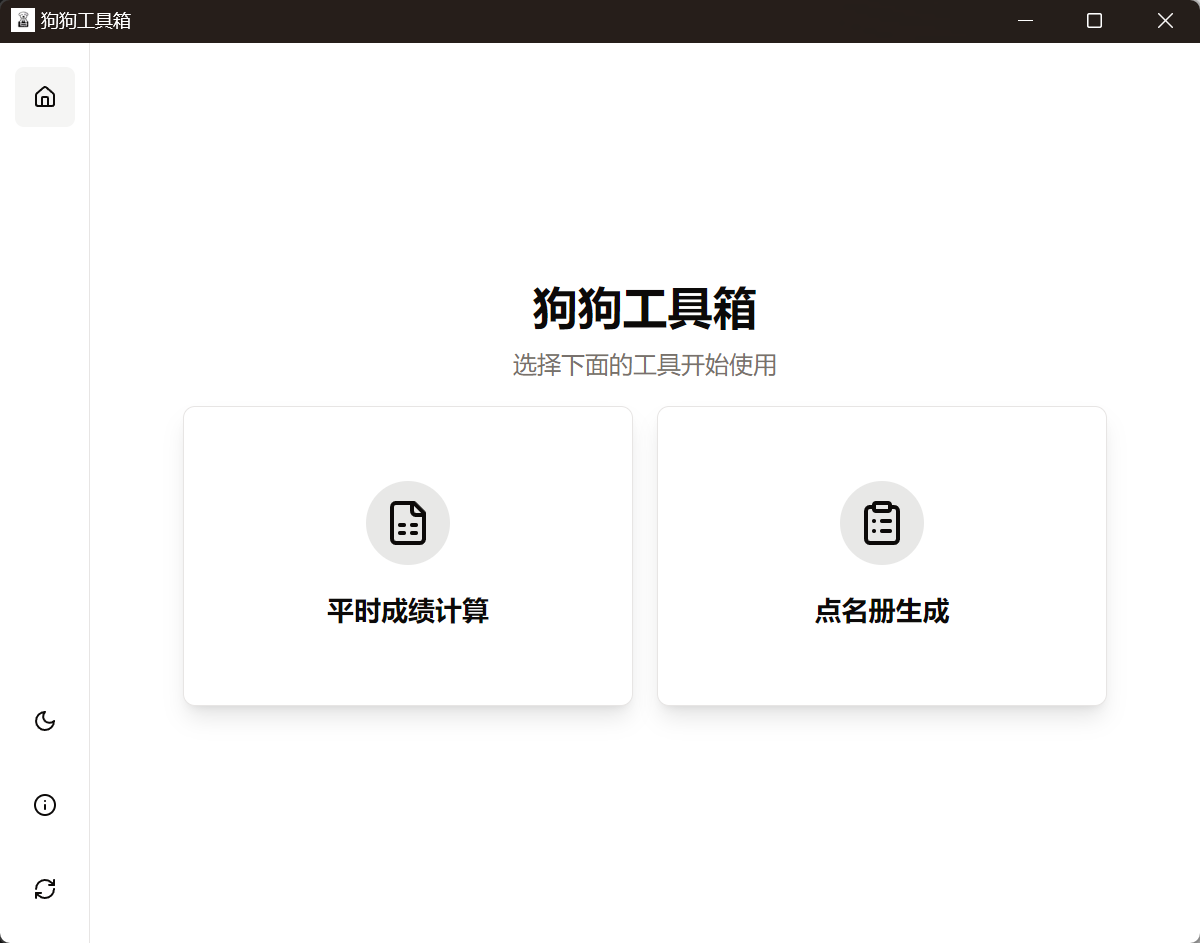 狗狗工具箱
狗狗工具箱
选择下面的工具开始使用
平时成绩计算
点名册生成